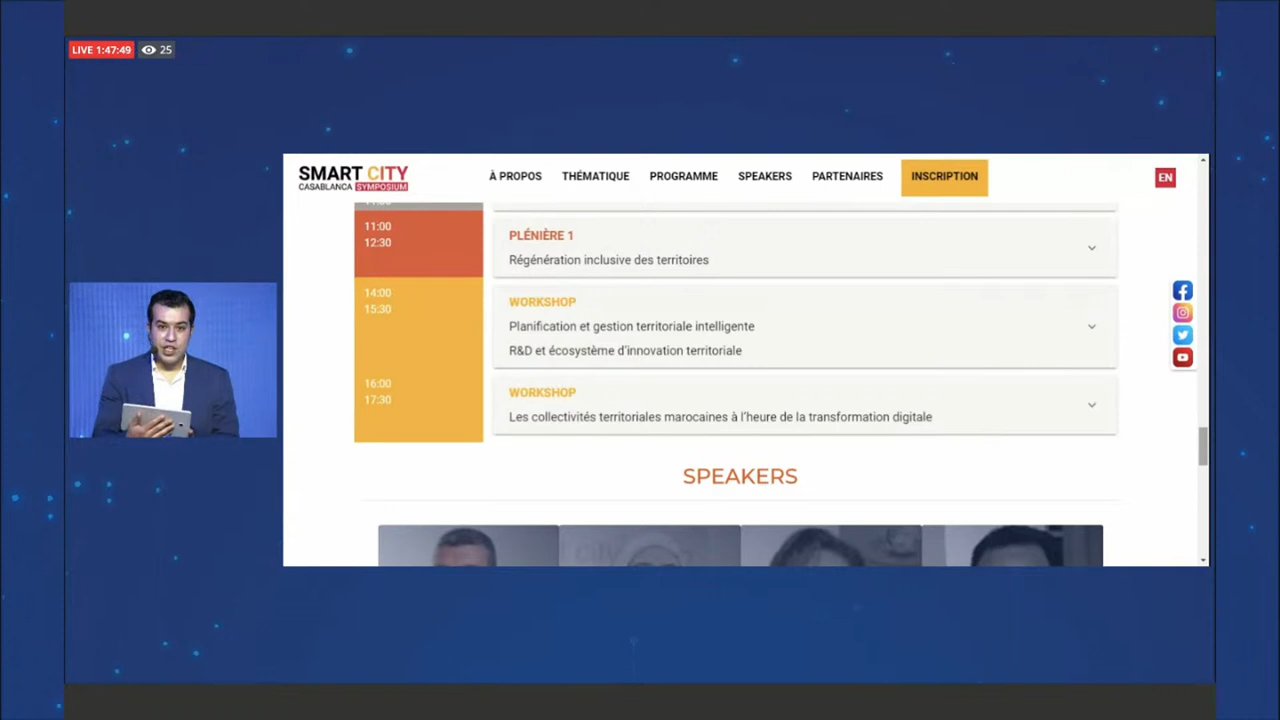 LIVE 1:47:49 25
SMART CITY
CASABLANCA SYMPOSIUM
À PROPOS THÉMATIQUE PROGRAMME SPEAKERS PARTENAIRES INSCRIPTION
EN
11:00
12:30
PLÉNIÈRE 1
Régénération inclusive des territoires
14:00
15:30
WORKSHOP
Planification et gestion territoriale intelligente
R&D et écosystème d’innovation territoriale
16:00
17:30
WORKSHOP
Les collectivités territoriales marocaines à l’heure de la transformation digitale
SPEAKERS